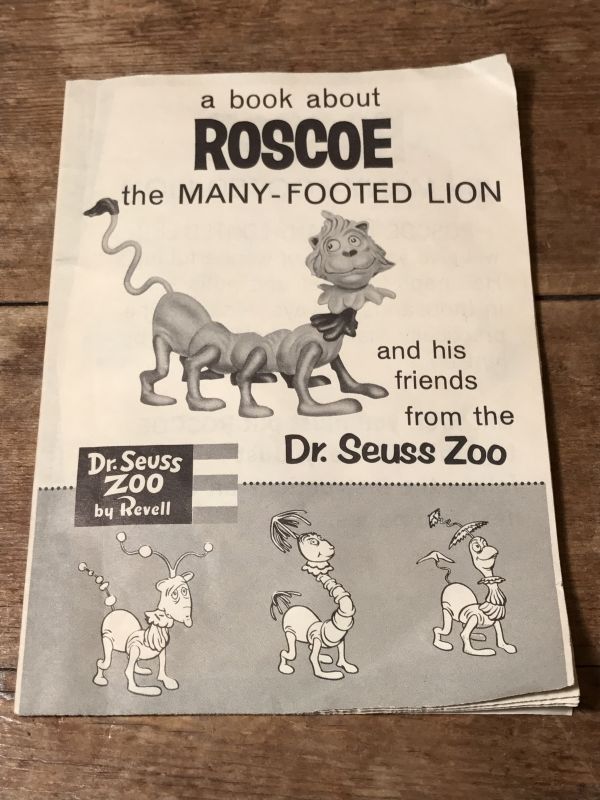 a book about
ROSCOE
the MANY-FOOTED LION
and his
friends
from the
Dr. Seuss Zoo
Dr. Seuss
ZOO
by Revell